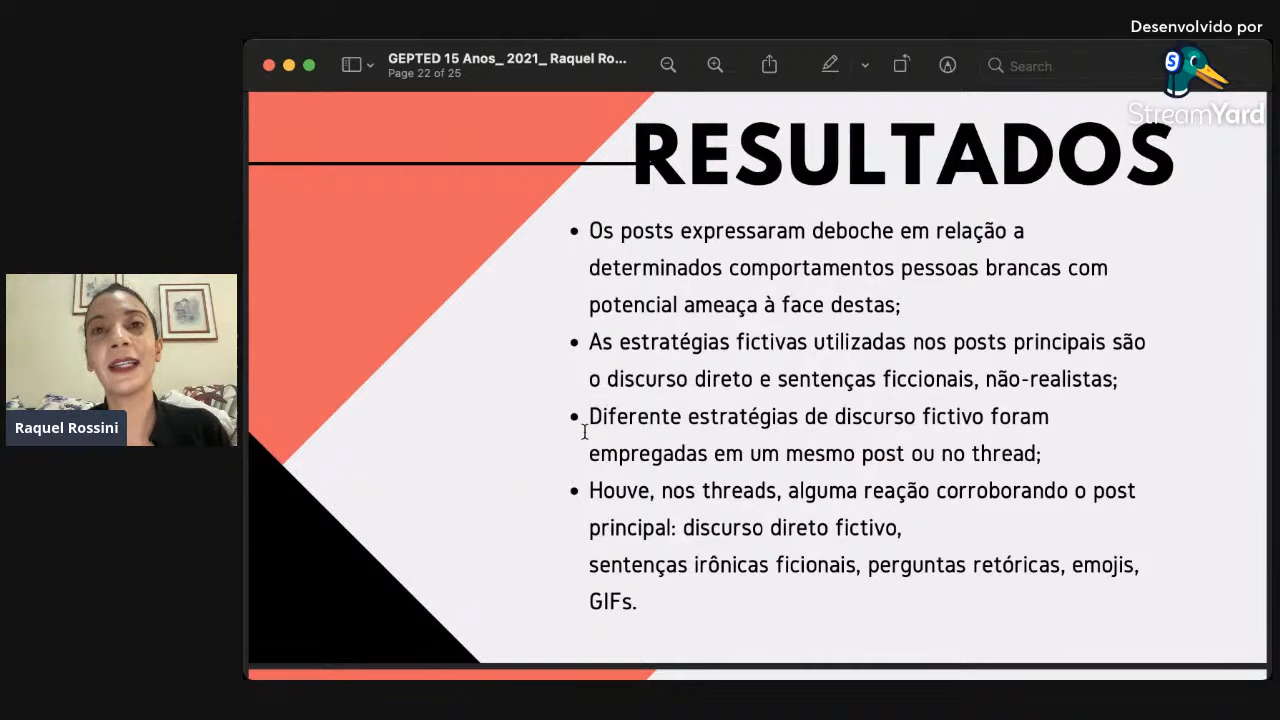 Desenvolvido por
StreamYard
GEPTED 15 Anos_ 2021_ Raquel Ro...
Page 22 of 25
Search
RESULTADOS
• Os posts expressaram deboche em relação a
determinados comportamentos pessoas brancas com
potencial ameaça à face destas;
• As estratégias fictivas utilizadas nos posts principais são
o discurso direto e sentenças ficcionais, não-realistas;
• Diferente estratégias de discurso fictivo foram
empregadas em um mesmo post ou no thread;
• Houve, nos threads, alguma reação corroborando o post
principal: discurso direto fictivo,
sentenças irônicas ficionais, perguntas retóricas, emojis,
GIFs.
Raquel Rossini